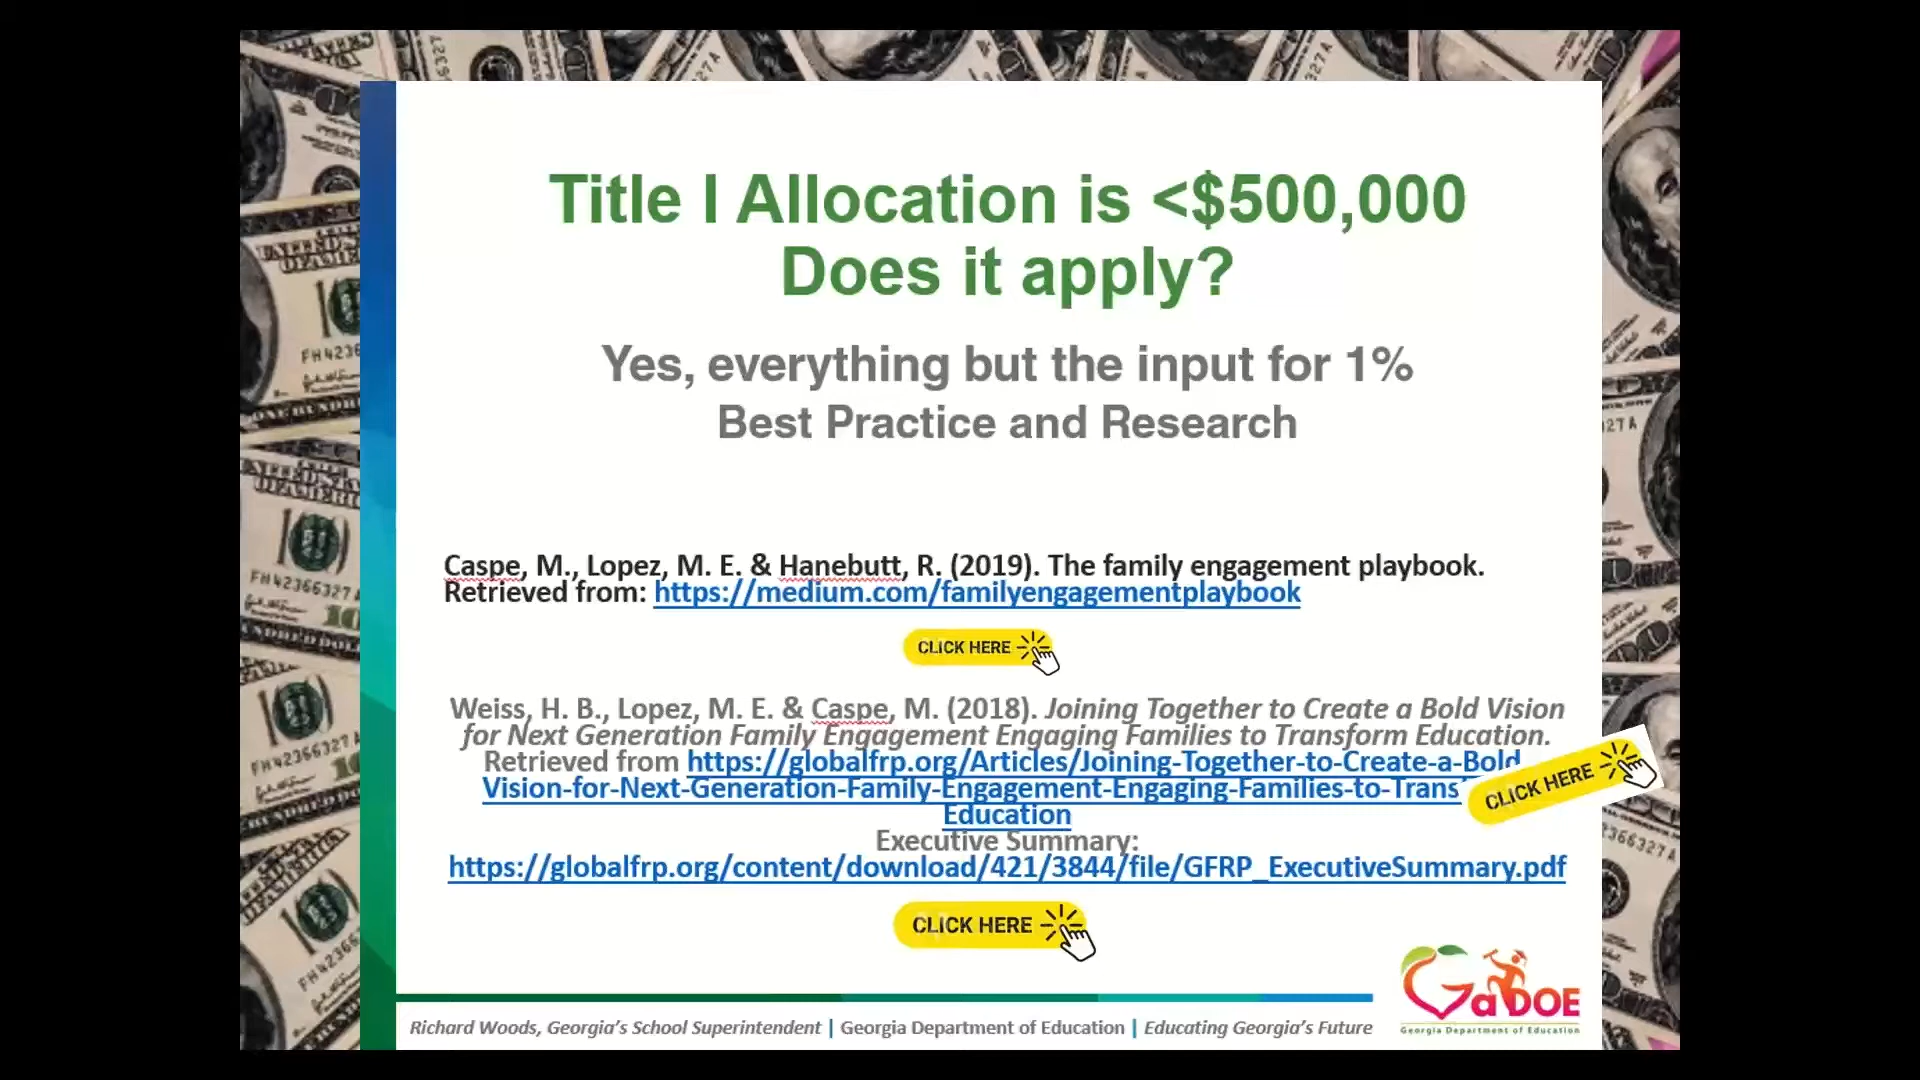 Title I Allocation is <$500,000
Does it apply?
Yes, everything but the input for 1%
Best Practice and Research
Caspe, M., Lopez, M. E. & Hanebutt, R. (2019). The family engagement playbook.
Retrieved from: https://medium.com/familyengagementplaybook
CLICK HERE
Weiss, H. B., Lopez, M. E. & Caspe, M. (2018). Joining Together to Create a Bold Vision
for Next Generation Family Engagement Engaging Families to Transform Education.
Retrieved from https://globalfrp.org/Articles/Joining-Together-to-Create-a-Bold
Vision-for-Next-Generation-Family-Engagement-Engaging-Families-to-Trans
CLICK HERE
Education
Executive Summary:
https://globalfrp.org/content/download/421/3844/file/GFRP_ExecutiveSummary.pdf
CLICK HERE
GaDOE
Georgia Department of Education
Richard Woods, Georgia's School Superintendent | Georgia Department of Education | Educating Georgia's Future